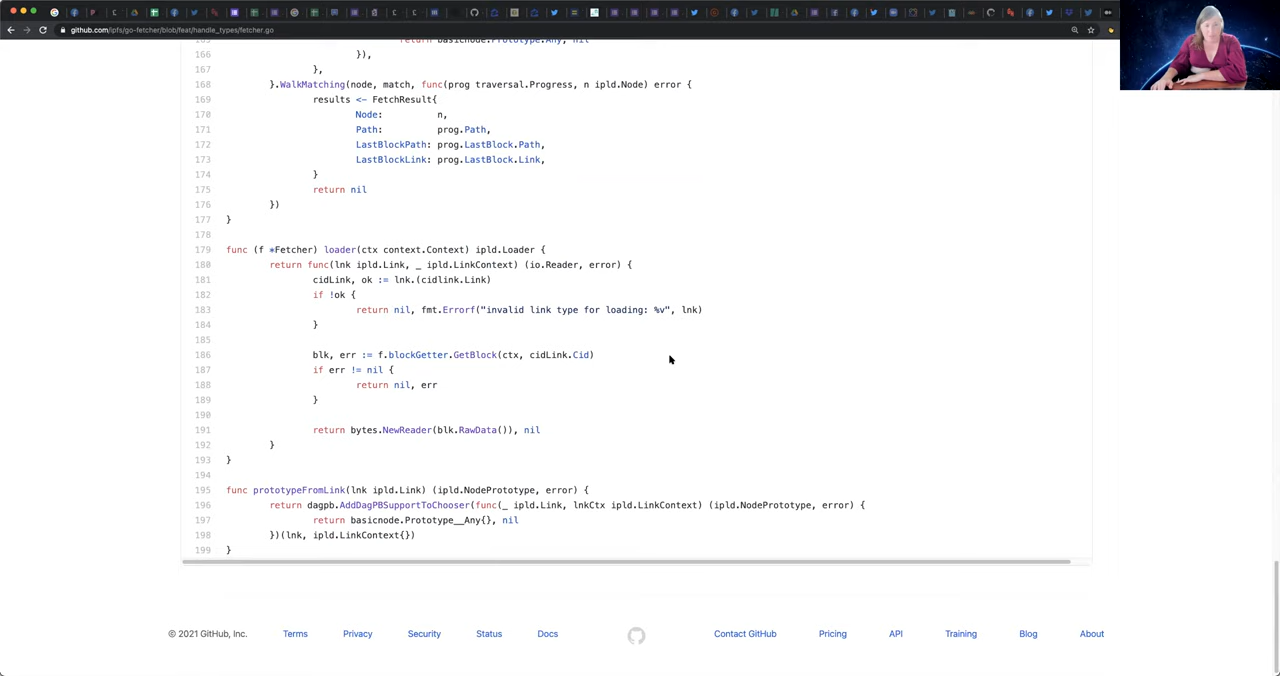 github.com/ipfs/go-fetcher/blob/feat/handle_types/fetcher.go
165 return basicnode.Prototype.Any, nil
166 }),
167 },
168 }.WalkMatching(node, match, func(prog traversal.Progress, n ipld.Node) error {
169 results <- FetchResult{
170 Node: n,
171 Path: prog.Path,
172 LastBlockPath: prog.LastBlock.Path,
173 LastBlockLink: prog.LastBlock.Link,
174 }
175 return nil
176 })
177 }
178
179 func (f *Fetcher) loader(ctx context.Context) ipld.Loader {
180 return func(lnk ipld.Link, _ ipld.LinkContext) (io.Reader, error) {
181 cidLink, ok := lnk.(cidlink.Link)
182 if !ok {
183 return nil, fmt.Errorf("invalid link type for loading: %v", lnk)
184 }
185
186 blk, err := f.blockGetter.GetBlock(ctx, cidLink.Cid)
187 if err != nil {
188 return nil, err
189 }
190
191 return bytes.NewReader(blk.RawData()), nil
192 }
193 }
194
195 func prototypeFromLink(lnk ipld.Link) (ipld.NodePrototype, error) {
196 return dagpb.AddDagPBSupportToChooser(func(_ ipld.Link, lnkCtx ipld.LinkContext) (ipld.NodePrototype, error) {
197 return basicnode.Prototype__Any{}, nil
198 })(lnk, ipld.LinkContext{})
199 }
© 2021 GitHub, Inc. Terms Privacy Security Status Docs Contact GitHub Pricing API Training Blog About